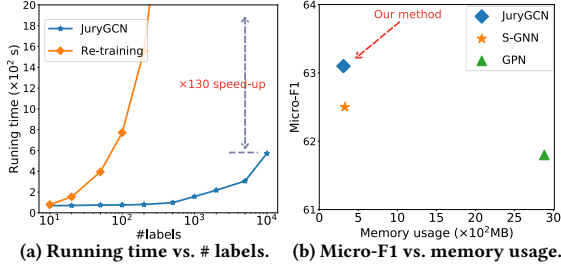 20
18
16
14
12
10
8
6
4
2
0
Runing time (×10² s)
JuryGCN
Re-training
×130 speed-up
10¹
10²
10³
10⁴
#labels
(a) Running time vs. # labels.
64
63
62
61
Micro-F1
Our method
JuryGCN
S-GNN
GPN
0
5
10
15
20
25
30
Memory usage (×10²MB)
(b) Micro-F1 vs. memory usage.